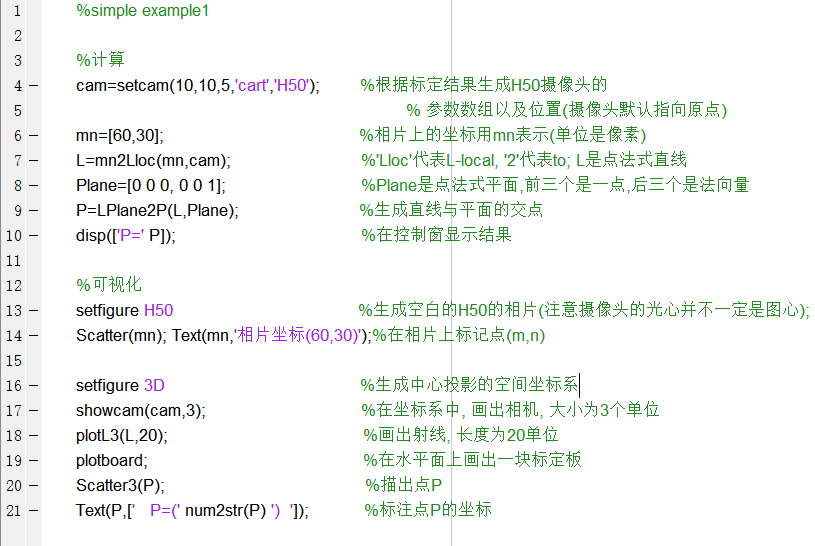 1 %simple example1
2
3 %计算
4 — cam=setcam(10,10,5,'cart','H50'); %根据标定结果生成H50摄像头的
5 % 参数数组以及位置(摄像头默认指向原点)
6 — mn=[60,30]; %相片上的坐标用mn表示(单位是像素)
7 — L=mn2Lloc(mn,cam); %'Lloc'代表L-local, '2'代表to; L是点法式直线
8 — Plane=[0 0 0, 0 0 1]; %Plane是点法式平面,前三个是一点,后三个是法向量
9 — P=LPlane2P(L,Plane); %生成直线与平面的交点
10 — disp(['P=' P]); %在控制窗显示结果
11
12 %可视化
13 — setfigure H50 %生成空白的H50的相片(注意摄像头的光心并不一定是图心);
14 — Scatter(mn); Text(mn,'相片坐标(60,30)');%在相片上标记点(m,n)
15
16 — setfigure 3D %生成中心投影的空间坐标系
17 — showcam(cam,3); %在坐标系中, 画出相机, 大小为3个单位
18 — plotL3(L,20); %画出射线, 长度为20单位
19 — plotboard; %在水平面上画出一块标定板
20 — Scatter3(P); %描出点P
21 — Text(P,['   P=(' num2str(P) ')  ']); %标注点P的坐标